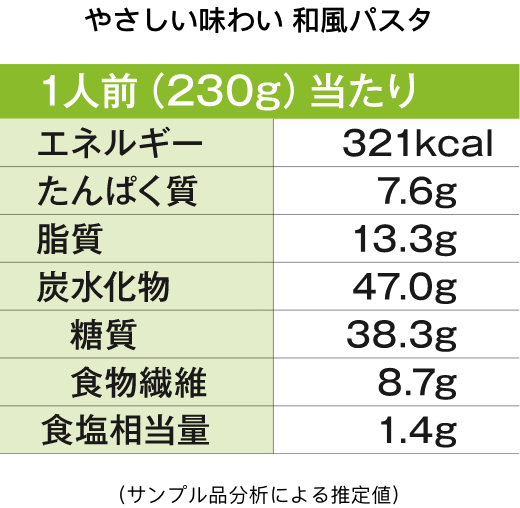 やさしい味わい 和風パスタ
1人前（230g）当たり
エネルギー 321kcal
たんぱく質 7.6g
脂質 13.3g
炭水化物 47.0g
糖質 38.3g
食物繊維 8.7g
食塩相当量 1.4g
（サンプル品分析による推定値）